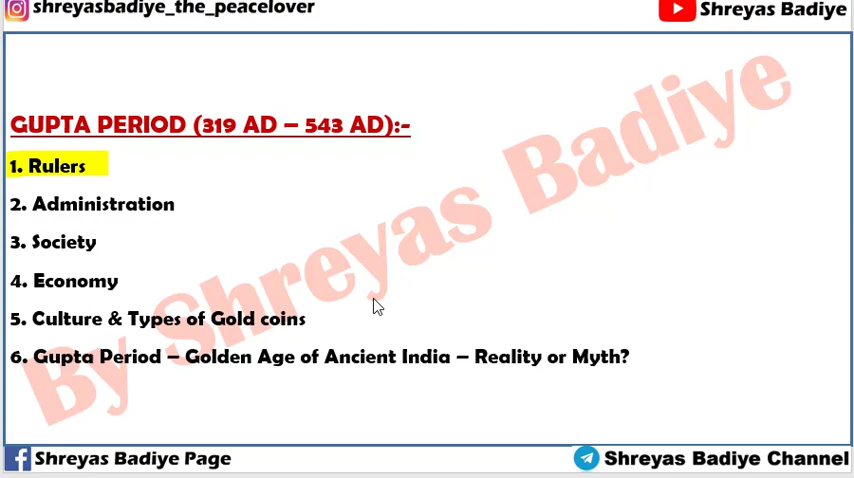 shreyasbadiye_the_peacelover
Shreyas Badiye
GUPTA PERIOD (319 AD – 543 AD):-
1. Rulers
2. Administration
3. Society
4. Economy
5. Culture & Types of Gold coins
6. Gupta Period – Golden Age of Ancient India – Reality or Myth?
By Shreyas Badiye
Shreyas Badiye Page
Shreyas Badiye Channel